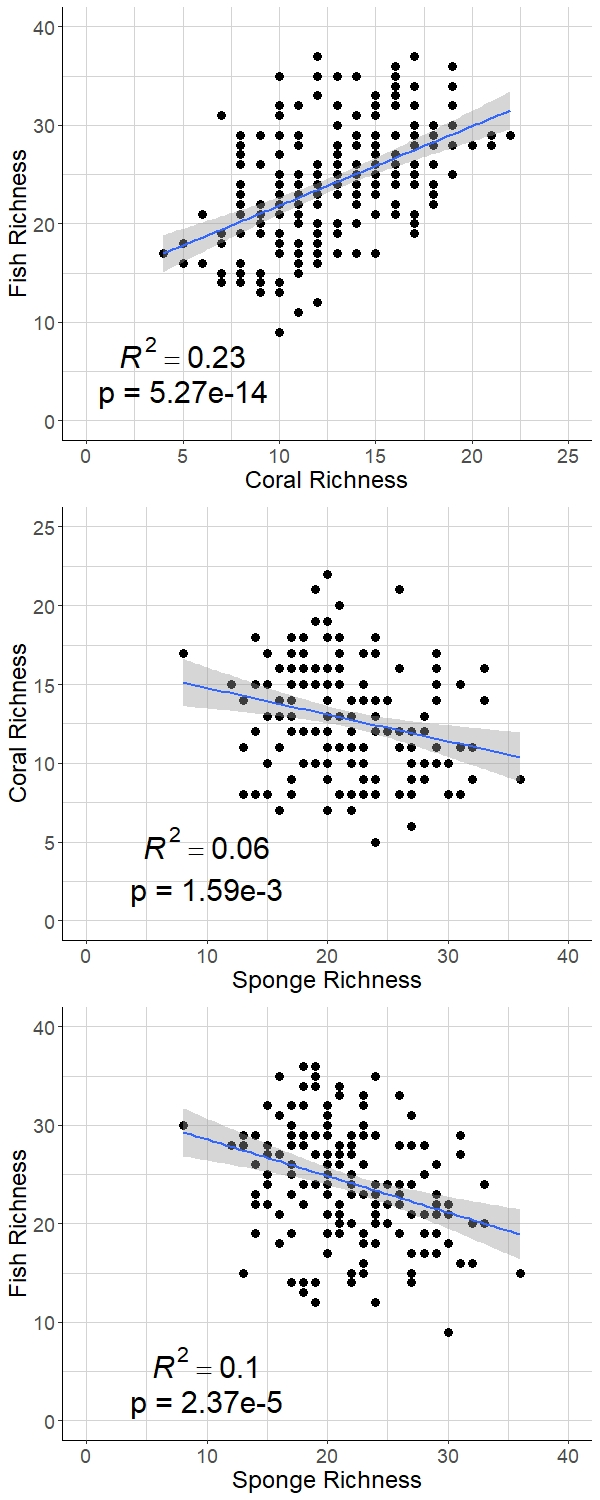 40
30
20
10
0
Fish Richness
R² = 0.23
p = 5.27e-14
0 5 10 15 20 25
Coral Richness
25
20
15
10
5
0
Coral Richness
R² = 0.06
p = 1.59e-3
0 10 20 30 40
Sponge Richness
40
30
20
10
0
Fish Richness
R² = 0.1
p = 2.37e-5
0 10 20 30 40
Sponge Richness